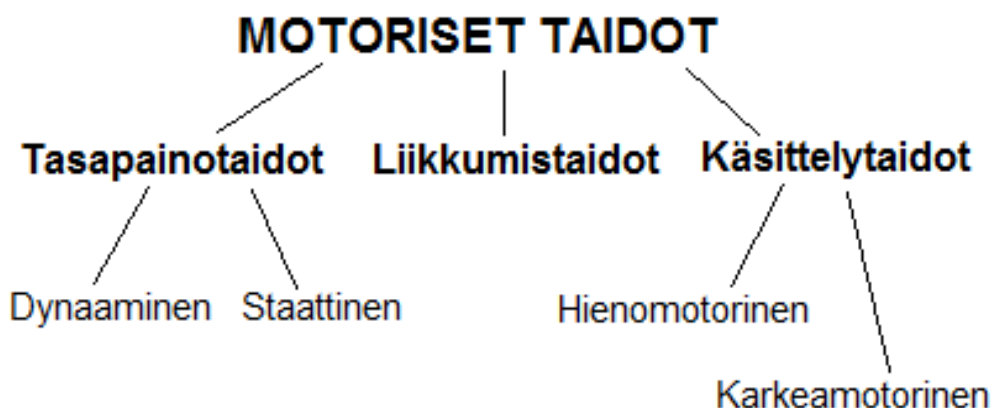 MOTORISET TAIDOT
Tasapainotaidot Liikkumistaidot Käsittelytaidot
Dynaaminen Staattinen Hienomotorinen
Karkeamotorinen